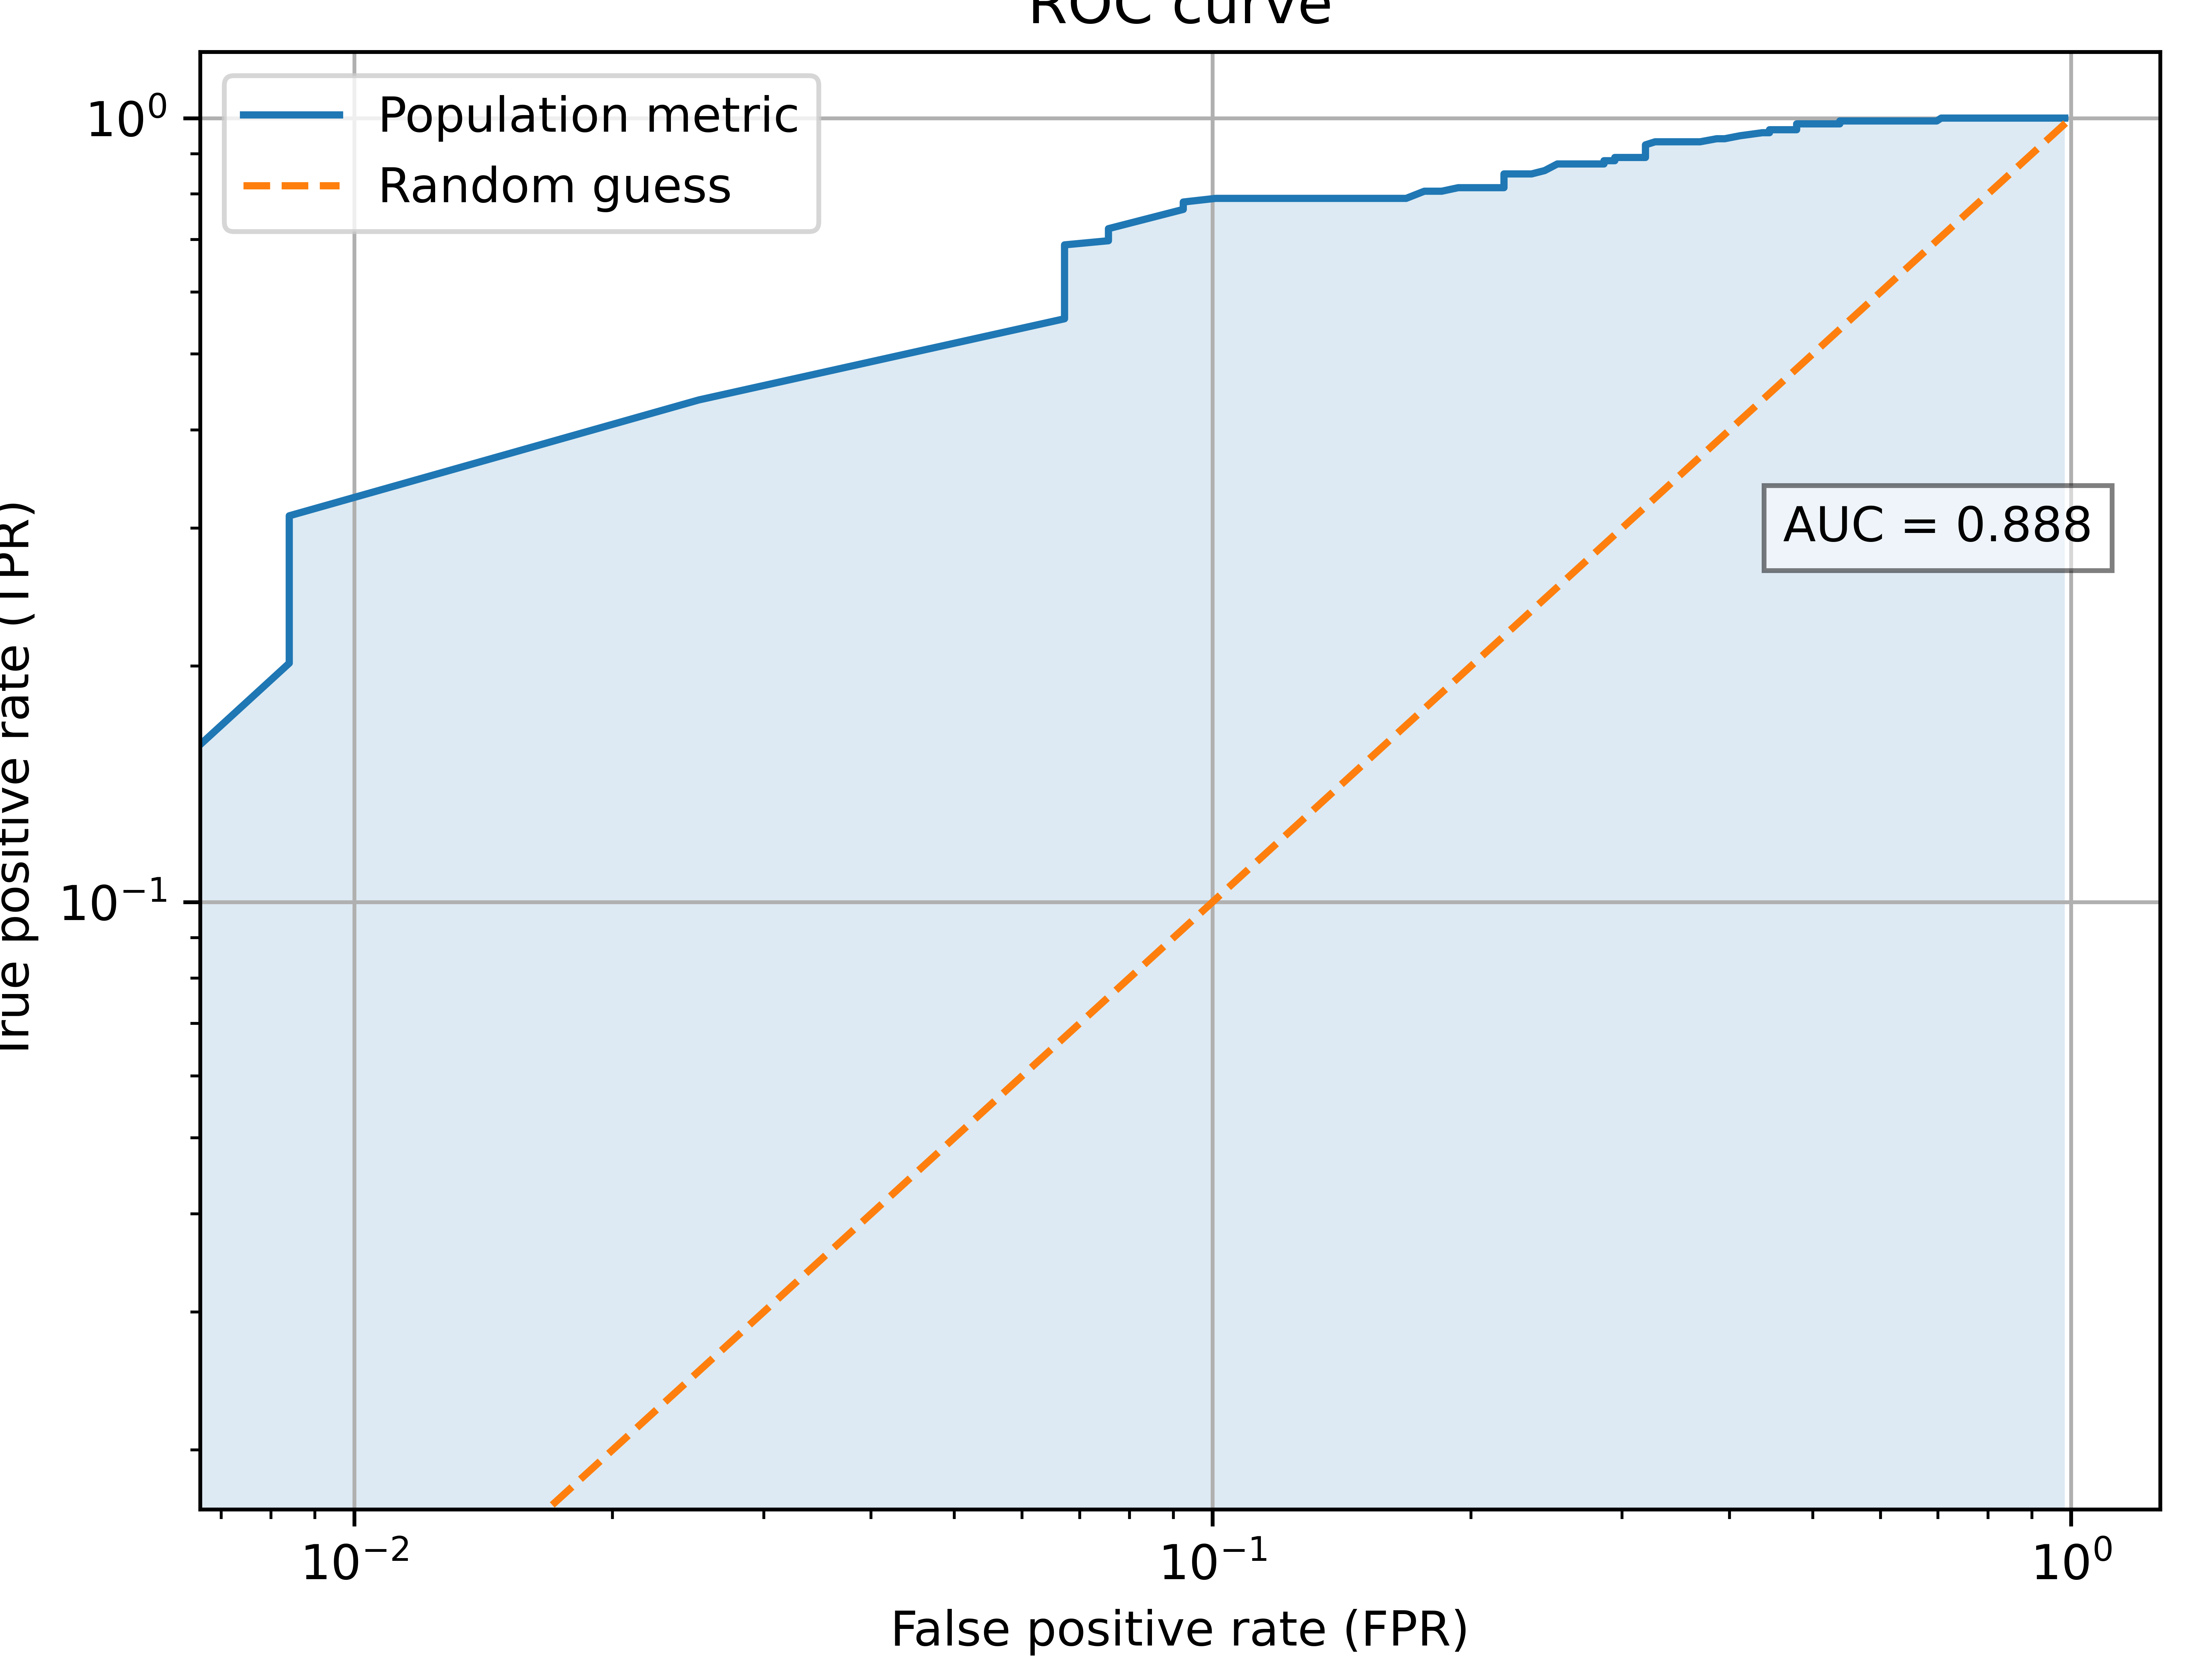 ROC curve
10⁰
Population metric
Random guess
True positive rate (TPR)
AUC = 0.888
10⁻¹
10⁻²
10⁻¹
10⁰
False positive rate (FPR)